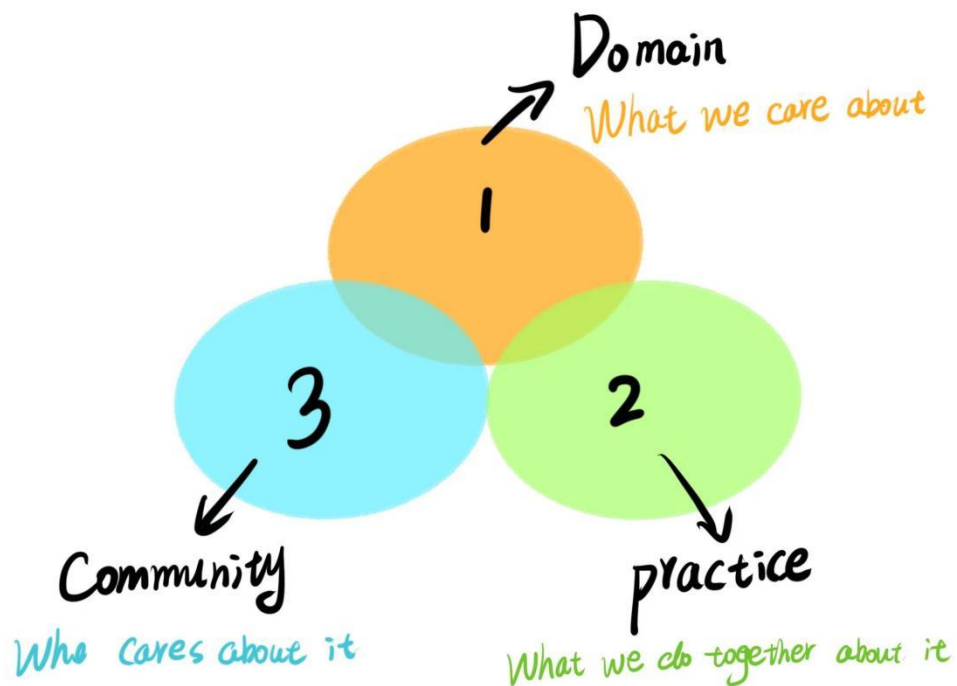 Domain
What we care about
1
3
2
Community
Who cares about it
practice
What we do together about it